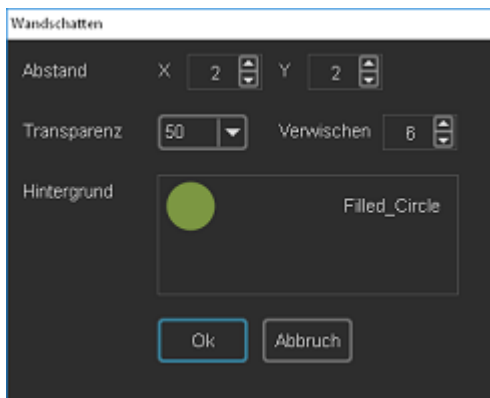 Wandschatten
Abstand X 2 Y 2
Transparenz 50 Verwischen 6
Hintergrund Filled_Circle
Ok Abbruch